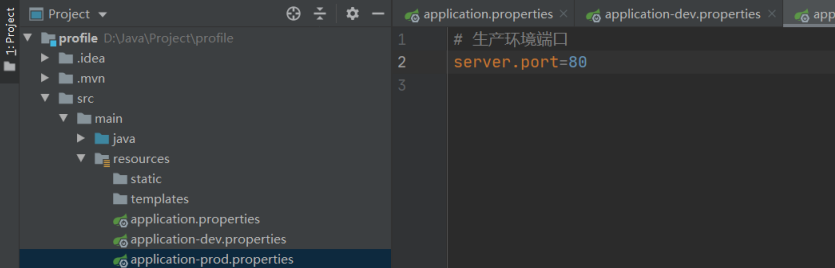 1: Project
Project
profile D:\Java\Project\profile
.idea
.mvn
src
main
java
resources
static
templates
application.properties
application-dev.properties
application-prod.properties
application.properties
application-dev.properties
1 # 生产环境端口
2 server.port=80
3